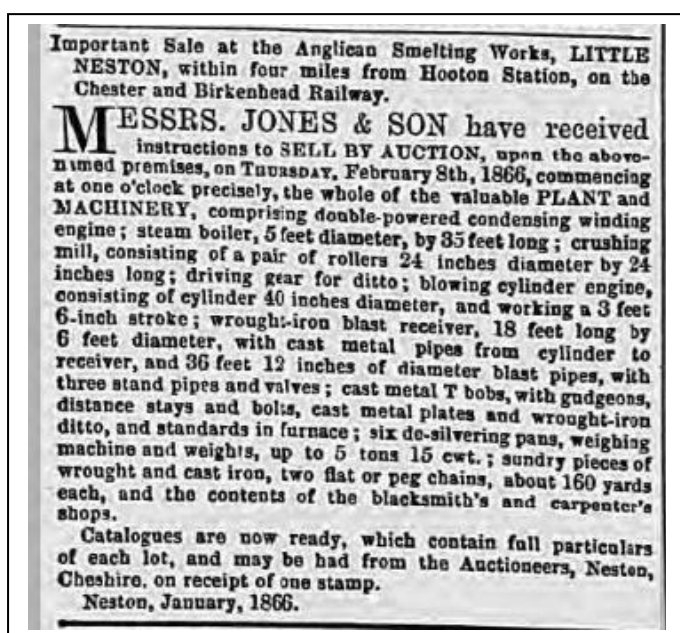 Important Sale at the Anglican Smelting Works, LITTLE
NESTON, within four miles from Hooton Station, on the
Chester and Birkenhead Railway.
MESSRS. JONES & SON have received
instructions to SELL BY AUCTION, upon the above-
named premises, on THURSDAY, February 8th, 1866, commencing
at one o'clock precisely, the whole of the valuable PLANT and
MACHINERY, comprising double-powered condensing winding
engine; steam boiler, 5 feet diameter, by 35 feet long; crushing
mill, consisting of a pair of rollers 24 inches diameter by 24
inches long; driving gear for ditto; blowing cylinder engine,
consisting of cylinder 40 inches diameter, and working a 3 feet
6-inch stroke; wrought-iron blast receiver, 18 feet long by
6 feet diameter, with cast metal pipes from cylinder to
receiver, and 36 feet 12 inches of diameter blast pipes, with
three stand pipes and valves; cast metal T bobs, with gudgeons,
distance stays and bolts, cast metal plates and wrought-iron
ditto, and standards in furnace; six de-silvering pans, weighing
machine and weights, up to 5 tons 15 cwt.; sundry pieces of
wrought and cast iron, two flat or peg chains, about 160 yards
each, and the contents of the blacksmith's and carpenter's
shops.
Catalogues are now ready, which contain full particulars
of each lot, and may be had from the Auctioneers, Neston,
Cheshire, on receipt of one stamp.
Neston, January, 1866.